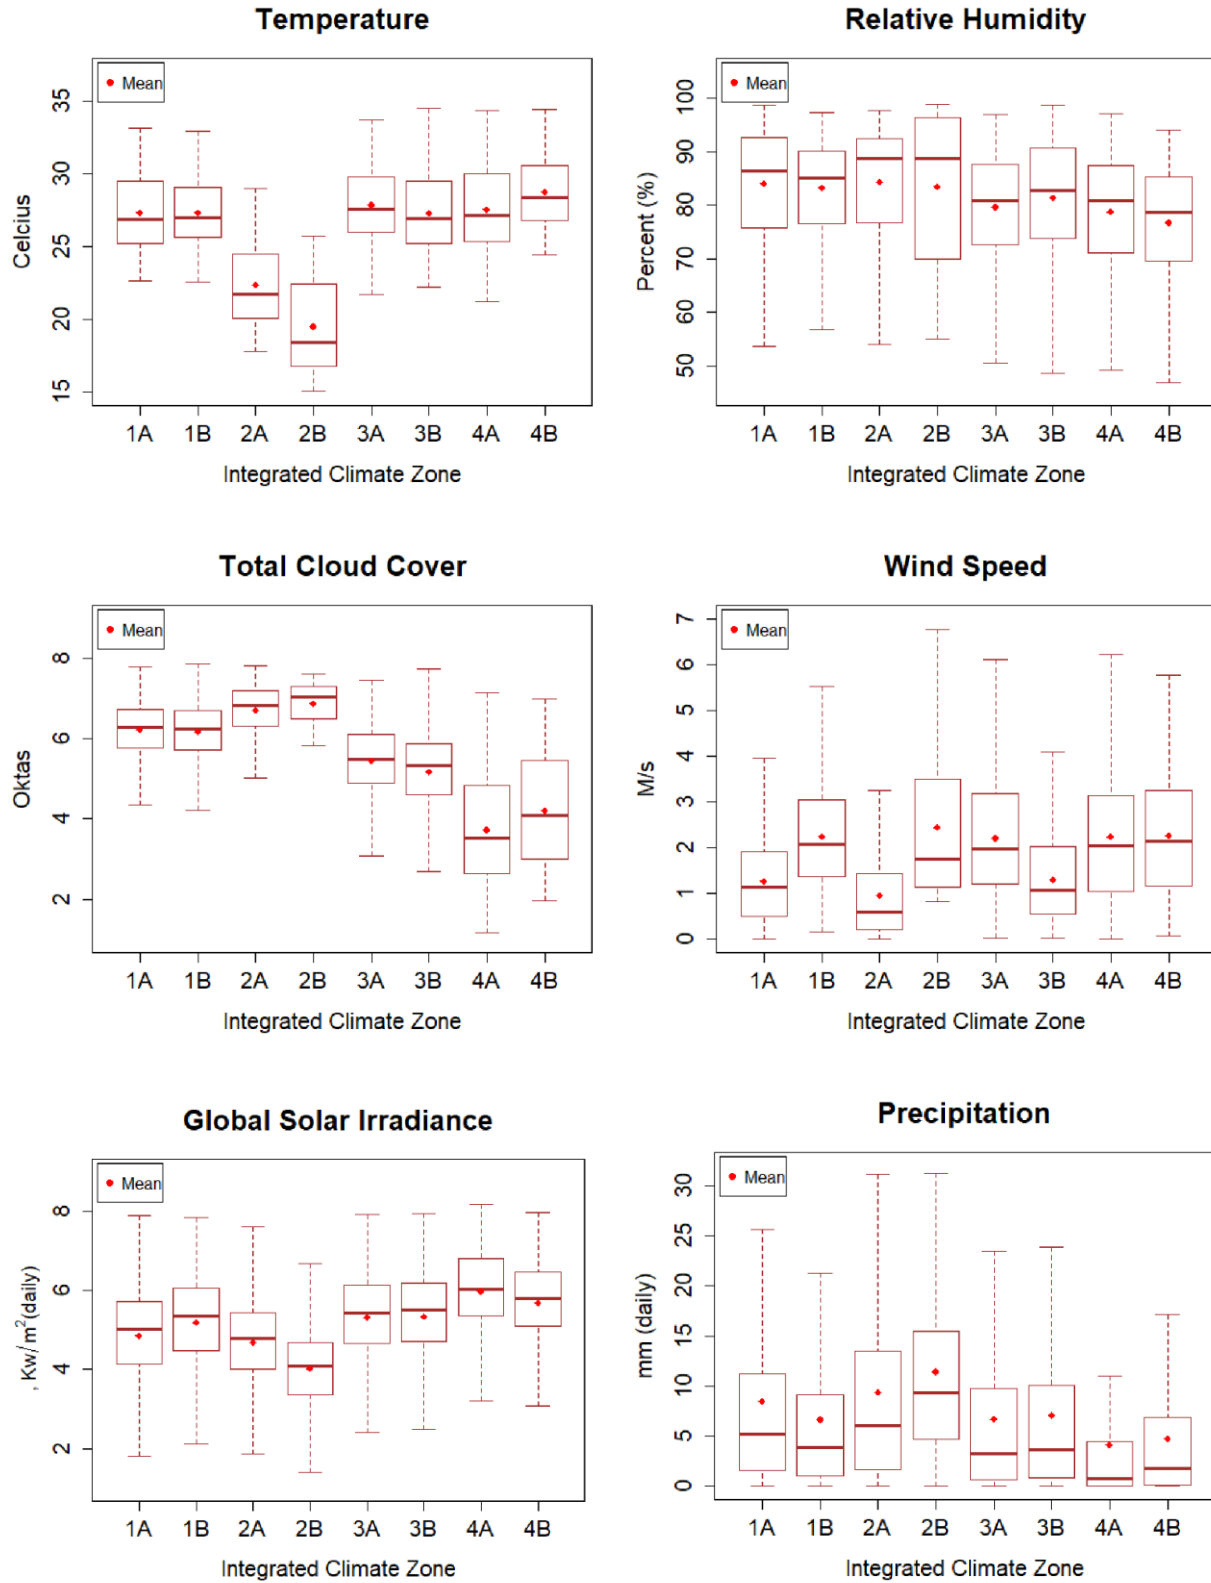 Temperature
Mean
35
30
25
20
15
Celcius
1A 1B 2A 2B 3A 3B 4A 4B
Integrated Climate Zone
Relative Humidity
Mean
100
90
80
70
60
50
Percent (%)
1A 1B 2A 2B 3A 3B 4A 4B
Integrated Climate Zone
Total Cloud Cover
Mean
8
6
4
2
Oktas
1A 1B 2A 2B 3A 3B 4A 4B
Integrated Climate Zone
Wind Speed
Mean
7
6
5
4
3
2
1
0
M/s
1A 1B 2A 2B 3A 3B 4A 4B
Integrated Climate Zone
Global Solar Irradiance
Mean
8
6
4
2
, Kw/m²(daily)
1A 1B 2A 2B 3A 3B 4A 4B
Integrated Climate Zone
Precipitation
Mean
30
25
20
15
10
5
0
mm (daily)
1A 1B 2A 2B 3A 3B 4A 4B
Integrated Climate Zone